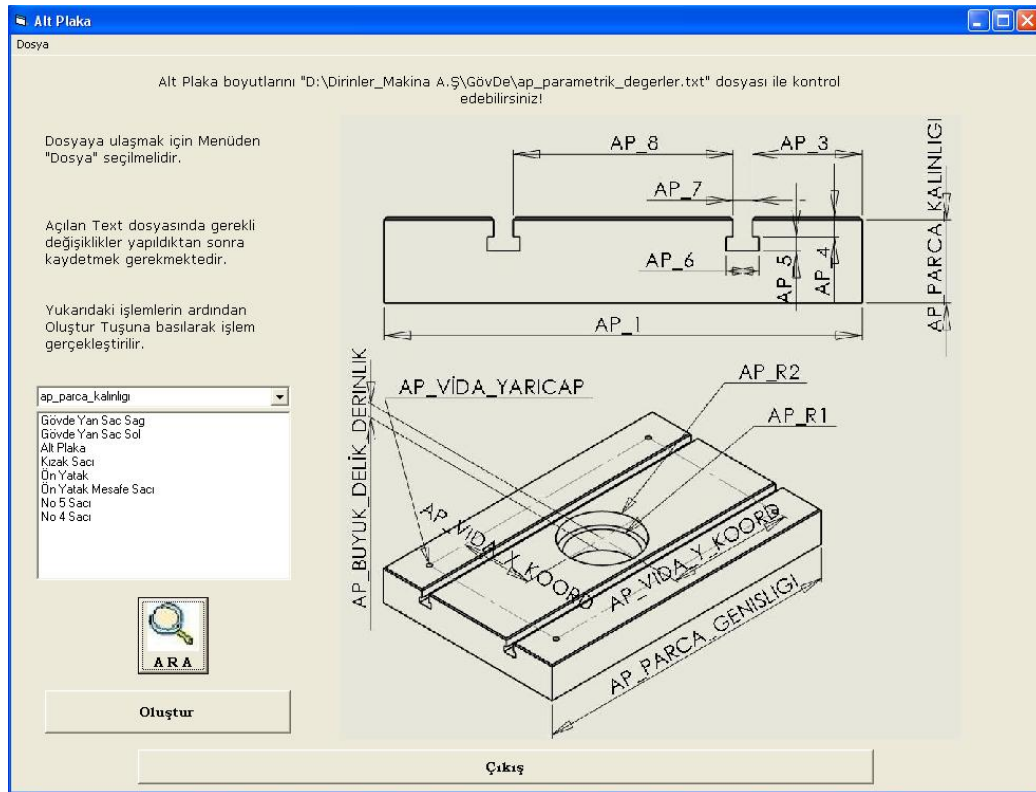 Alt Plaka
Dosya
Alt Plaka boyutlarını "D:\Dirinler_Makina A.Ş\GövDe\ap_parametrik_degerler.txt" dosyası ile kontrol
edebilirsiniz!
Dosyaya ulaşmak için Menüden
"Dosya" seçilmelidir.
Açılan Text dosyasında gerekli
değişiklikler yapıldıktan sonra
kaydetmek gerekmektedir.
Yukarıdaki işlemlerin ardından
Oluştur Tuşuna basılarak işlem
gerçekleştirilir.
ap_parca_kalınlıgı
Gövde Yan Sac Sag
Gövde Yan Sac Sol
Alt Plaka
Kızak Sacı
Ön Yatak
Ön Yatak Mesafe Sacı
No 5 Sacı
No 4 Sacı
ARA
Oluştur
Çıkış
AP_8
AP_3
AP_7
AP_6
AP_5
AP_4
AP_PARCA_KALINLIGI
AP_1
AP_VİDA_YARICAP
AP_R2
AP_R1
AP_BUYUK_DELİK_DERINLIK
AP_VIDA_X_KOORD
AP_VIDA_Y_KOORD
AP_PARCA_GENISLIGI